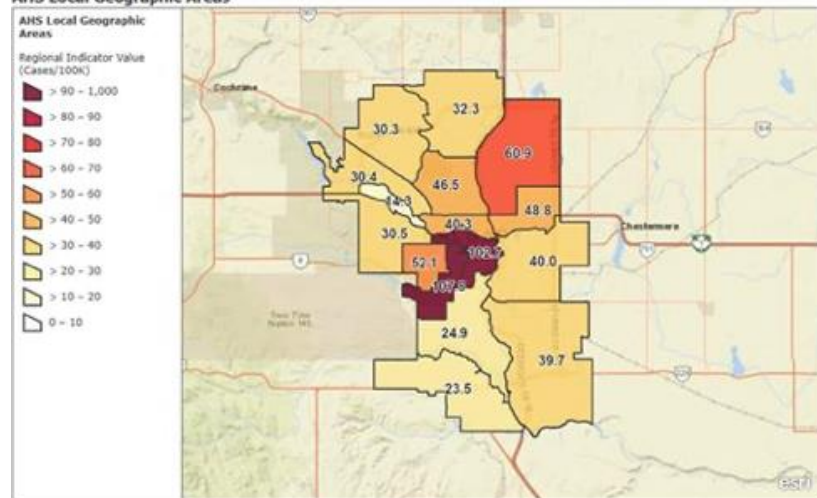 AHS Local Geographic Areas
AHS Local Geographic
Areas
Regional Indicator Value
(Cases/100K)
> 90 - 1,000
> 80 - 90
> 70 - 80
> 60 - 70
> 50 - 60
> 40 - 50
> 30 - 40
> 20 - 30
> 10 - 20
0 - 10
Cochrane
32.3
30.3
60.9
30.4
46.5
14.3
48.8
40.3
Chestermere
30.5
52.1
40.0
107.8
24.9
39.7
23.5
esri